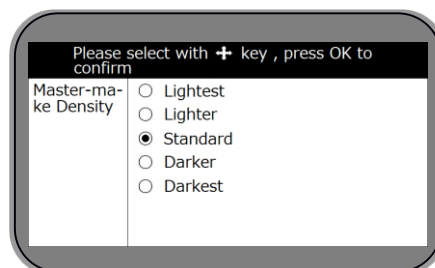 Please select with ✚ key , press OK to
confirm
Master-ma-
ke Density
Lightest
Lighter
Standard
Darker
Darkest